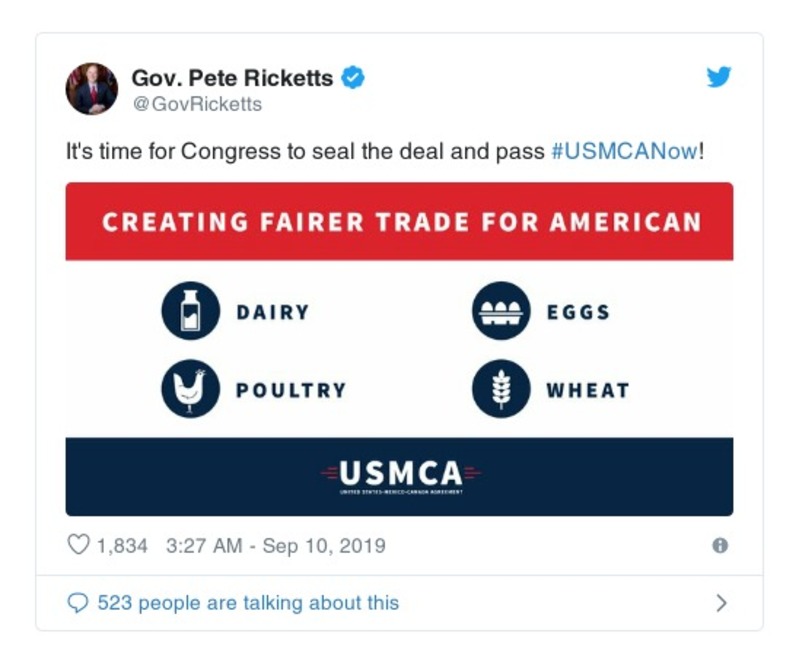 Gov. Pete Ricketts
@GovRicketts
It's time for Congress to seal the deal and pass #USMCANow!
CREATING FAIRER TRADE FOR AMERICAN
DAIRY
EGGS
POULTRY
WHEAT
USMCA
UNITED STATES-MEXICO-CANADA AGREEMENT
1,834 3:27 AM - Sep 10, 2019
523 people are talking about this